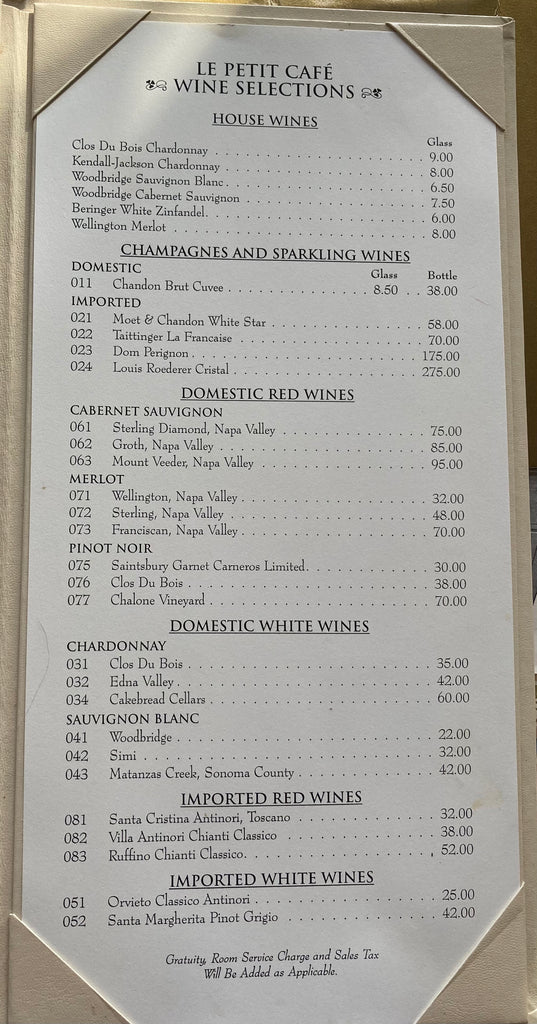 LE PETIT CAFÉ
WINE SELECTIONS
HOUSE WINES
Glass
Clos Du Bois Chardonnay . . . . . . . . . . . . . . . . . . . . . . . 9.00
Kendall-Jackson Chardonnay . . . . . . . . . . . . . . . . . . . . . . 8.00
Woodbridge Sauvignon Blanc . . . . . . . . . . . . . . . . . . . . . . 6.50
Woodbridge Cabernet Sauvignon . . . . . . . . . . . . . . . . . . . . 7.50
Beringer White Zinfandel. . . . . . . . . . . . . . . . . . . . . . . 6.00
Wellington Merlot . . . . . . . . . . . . . . . . . . . . . . . . . . 8.00
CHAMPAGNES AND SPARKLING WINES
DOMESTIC Glass Bottle
011 Chandon Brut Cuvee . . . . . . . . . . . . . 8.50 . . 38.00
IMPORTED
021 Moet & Chandon White Star . . . . . . . . . . . . . . 58.00
022 Taittinger La Francaise . . . . . . . . . . . . . . . . 70.00
023 Dom Perignon . . . . . . . . . . . . . . . . . . . . 175.00
024 Louis Roederer Cristal . . . . . . . . . . . . . . . . 275.00
DOMESTIC RED WINES
CABERNET SAUVIGNON
061 Sterling Diamond, Napa Valley . . . . . . . . . . . . . 75.00
062 Groth, Napa Valley . . . . . . . . . . . . . . . . . . 85.00
063 Mount Veeder, Napa Valley . . . . . . . . . . . . . . . 95.00
MERLOT
071 Wellington, Napa Valley . . . . . . . . . . . . . . . . 32.00
072 Sterling, Napa Valley . . . . . . . . . . . . . . . . . 48.00
073 Franciscan, Napa Valley . . . . . . . . . . . . . . . . 70.00
PINOT NOIR
075 Saintsbury Garnet Carneros Limited. . . . . . . . . . . 30.00
076 Clos Du Bois . . . . . . . . . . . . . . . . . . . . . 38.00
077 Chalone Vineyard . . . . . . . . . . . . . . . . . . . 70.00
DOMESTIC WHITE WINES
CHARDONNAY
031 Clos Du Bois . . . . . . . . . . . . . . . . . . . . . 35.00
032 Edna Valley . . . . . . . . . . . . . . . . . . . . . . 42.00
034 Cakebread Cellars . . . . . . . . . . . . . . . . . . . 60.00
SAUVIGNON BLANC
041 Woodbridge . . . . . . . . . . . . . . . . . . . . . . 22.00
042 Simi . . . . . . . . . . . . . . . . . . . . . . . . . 32.00
043 Matanzas Creek, Sonoma County . . . . . . . . . . . . . 42.00
IMPORTED RED WINES
081 Santa Cristina Antinori, Toscano . . . . . . . . . . . . 32.00
082 Villa Antinori Chianti Classico . . . . . . . . . . . . 38.00
083 Ruffino Chianti Classico. . . . . . . . . . . . . . . . 52.00
IMPORTED WHITE WINES
051 Orvieto Classico Antinori . . . . . . . . . . . . . . . 25.00
052 Santa Margherita Pinot Grigio . . . . . . . . . . . . . 42.00
Gratuity, Room Service Charge and Sales Tax
Will Be Added as Applicable.